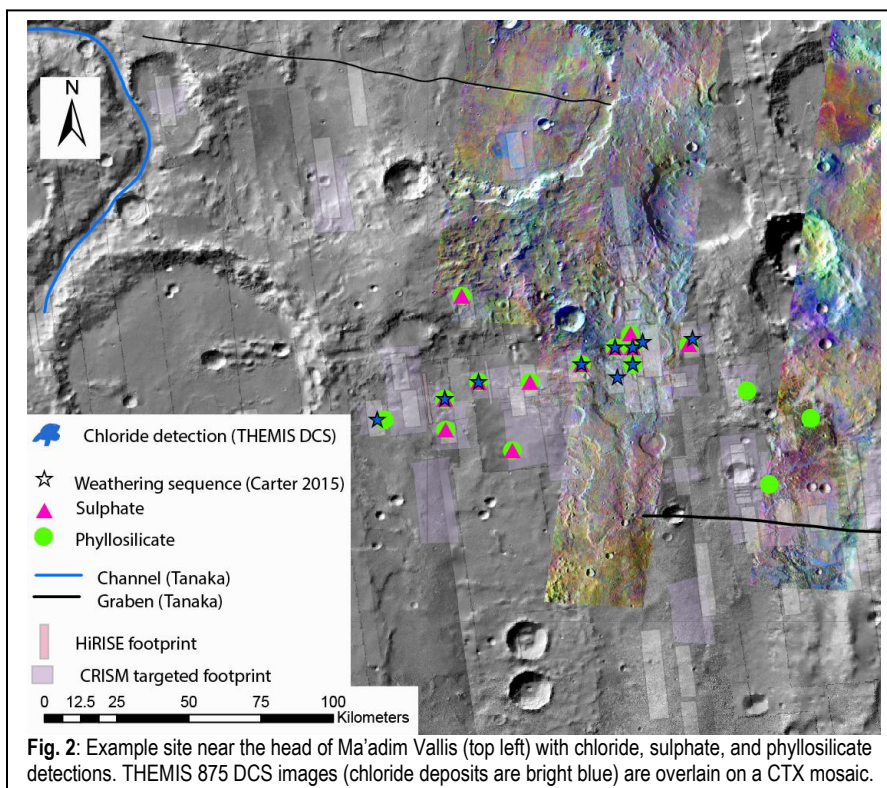 N
Chloride detection (THEMIS DCS)
Weathering sequence (Carter 2015)
Sulphate
Phyllosilicate
Channel (Tanaka)
Graben (Tanaka)
HiRISE footprint
CRISM targeted footprint
0 12.5 25 50 75 100
Kilometers
Fig. 2: Example site near the head of Ma'adim Vallis (top left) with chloride, sulphate, and phyllosilicate
detections. THEMIS 875 DCS images (chloride deposits are bright blue) are overlain on a CTX mosaic.